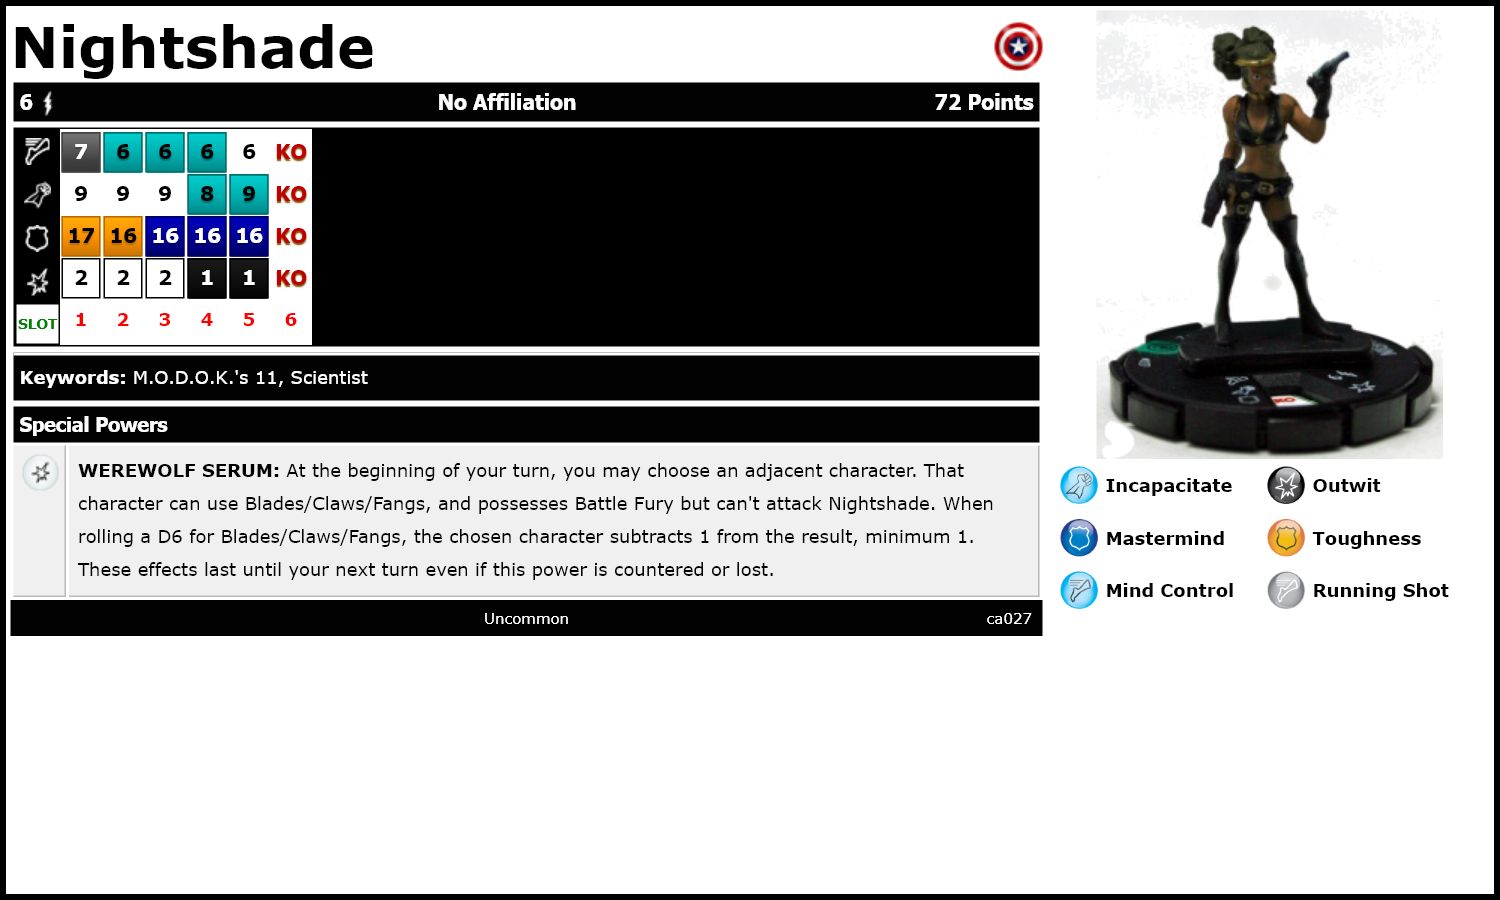 Nightshade
6 No Affiliation 72 Points
7 6 6 6 6 KO
9 9 9 8 9 KO
17 16 16 16 16 KO
2 2 2 1 1 KO
SLOT 1 2 3 4 5 6
Keywords: M.O.D.O.K.'s 11, Scientist
Special Powers
WEREWOLF SERUM: At the beginning of your turn, you may choose an adjacent character. That
character can use Blades/Claws/Fangs, and possesses Battle Fury but can't attack Nightshade. When
rolling a D6 for Blades/Claws/Fangs, the chosen character subtracts 1 from the result, minimum 1.
These effects last until your next turn even if this power is countered or lost.
Uncommon ca027
KO
Incapacitate Outwit
Mastermind Toughness
Mind Control Running Shot